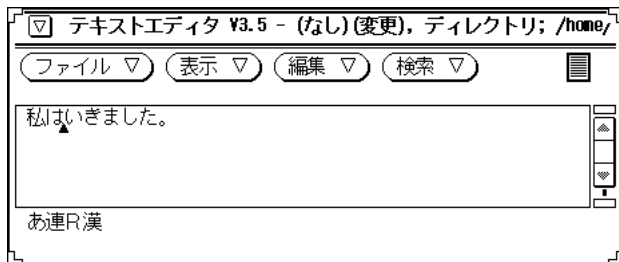 テキストエディタ V3.5 - (なし)(変更), ディレクトリ; /home/
ファイル ▽ 表示 ▽ 編集 ▽ 検索 ▽
私はいきました。
あ連R漢